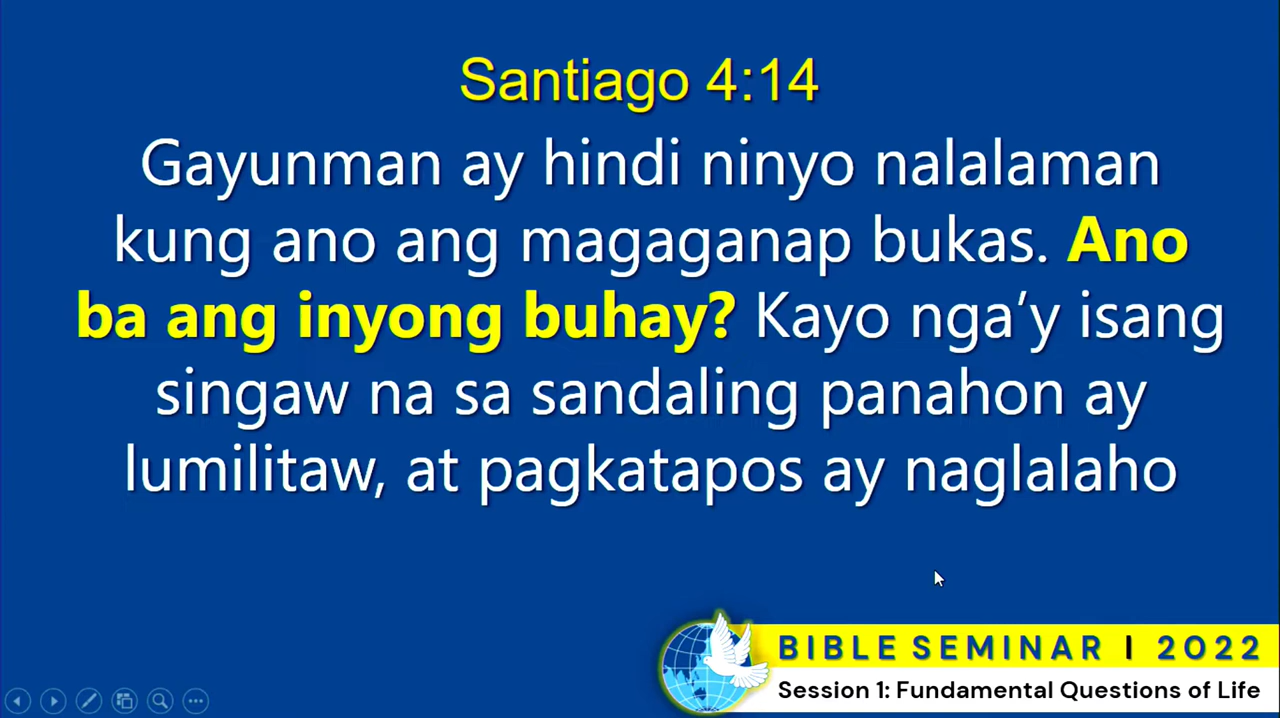 Santiago 4:14
Gayunman ay hindi ninyo nalalaman
kung ano ang magaganap bukas. Ano
ba ang inyong buhay? Kayo nga’y isang
singaw na sa sandaling panahon ay
lumilitaw, at pagkatapos ay naglalaho
BIBLE SEMINAR I 2022
Session 1: Fundamental Questions of Life